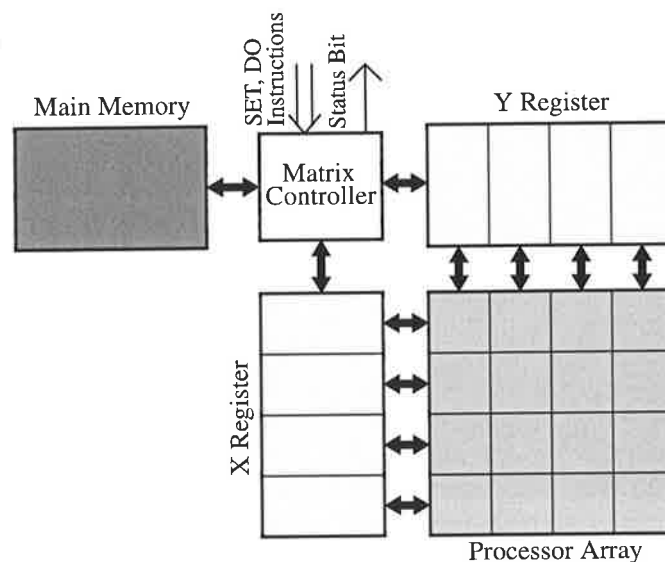 SET, DO
Instructions
Status Bit
Main Memory
Y Register
Matrix
Controller
X Register
Processor Array